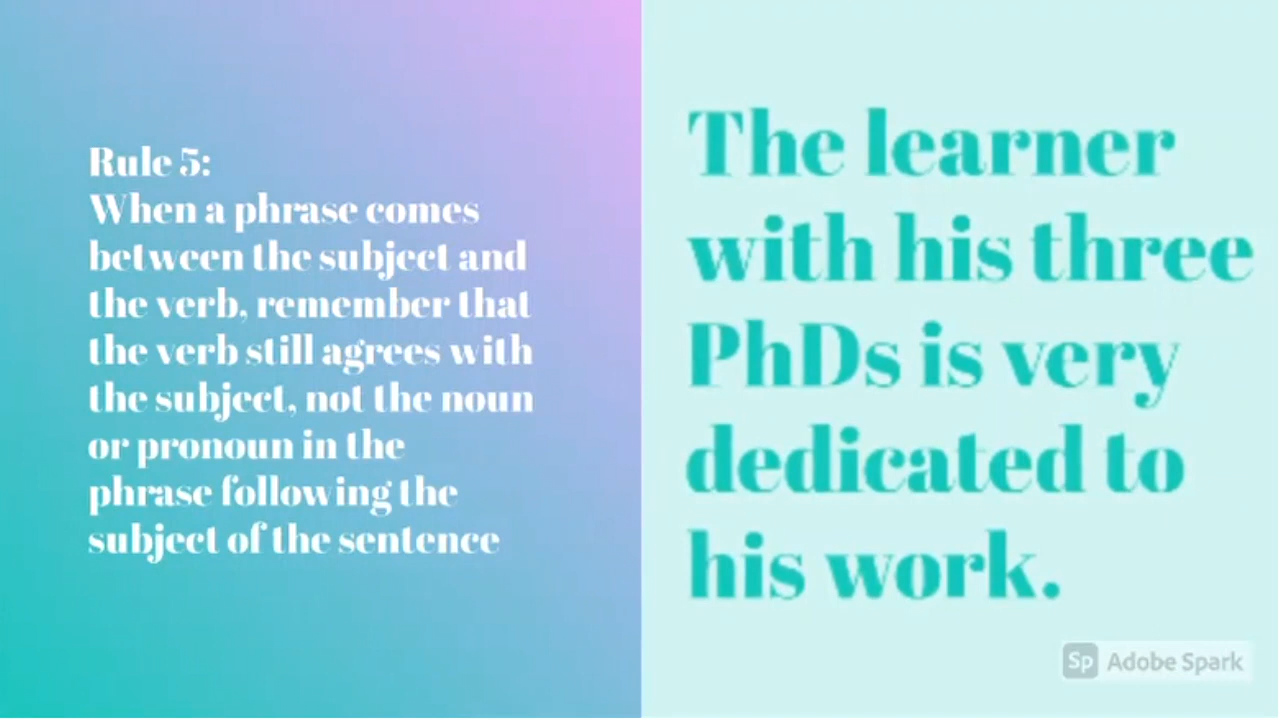 Rule 5:
When a phrase comes
between the subject and
the verb, remember that
the verb still agrees with
the subject, not the noun
or pronoun in the
phrase following the
subject of the sentence
The learner
with his three
PhDs is very
dedicated to
his work.
Sp Adobe Spark